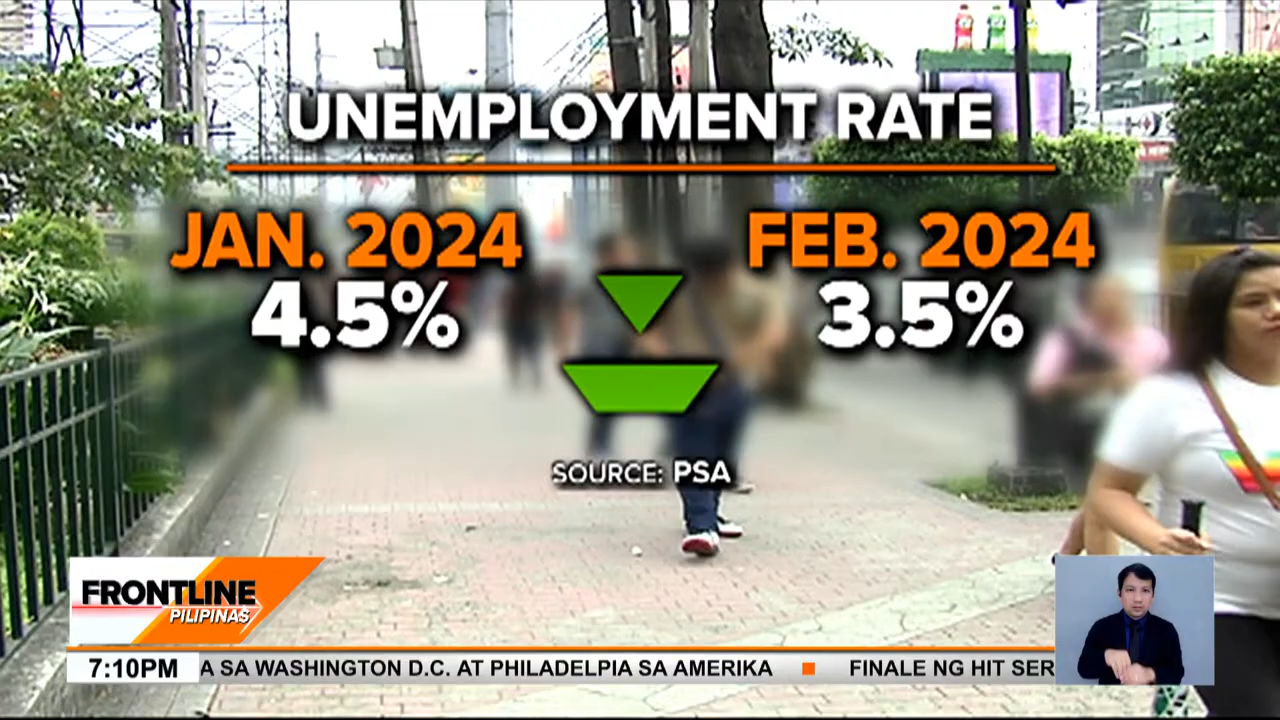 UNEMPLOYMENT RATE
JAN. 2024
4.5%
FEB. 2024
3.5%
SOURCE: PSA
FRONTLINE
PILIPINAS
7:10PM
A SA WASHINGTON D.C. AT PHILADELPIA SA AMERIKA ■ FINALE NG HIT SER